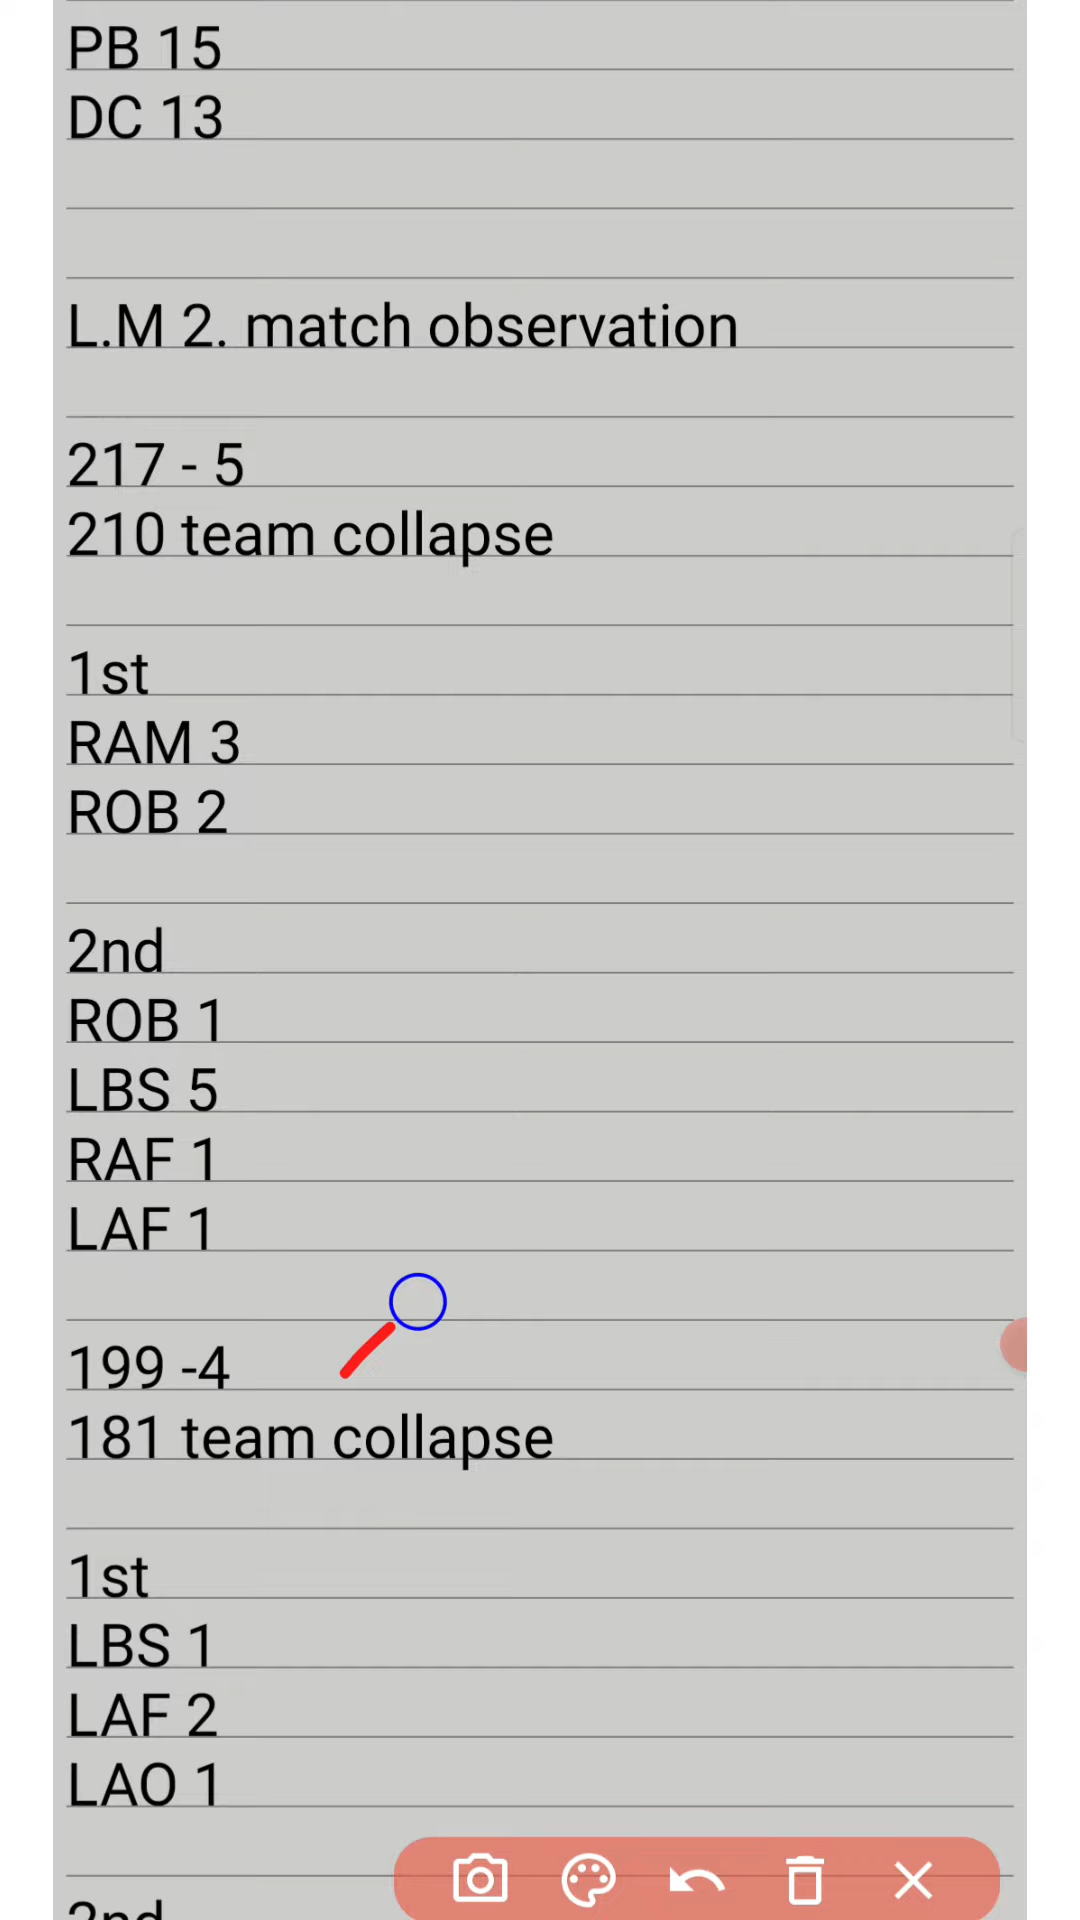 PB 15
DC 13
L.M 2. match observation
217 - 5
210 team collapse
1st
RAM 3
ROB 2
2nd
ROB 1
LBS 5
RAF 1
LAF 1
199 -4
181 team collapse
1st
LBS 1
LAF 2
LAO 1
2nd